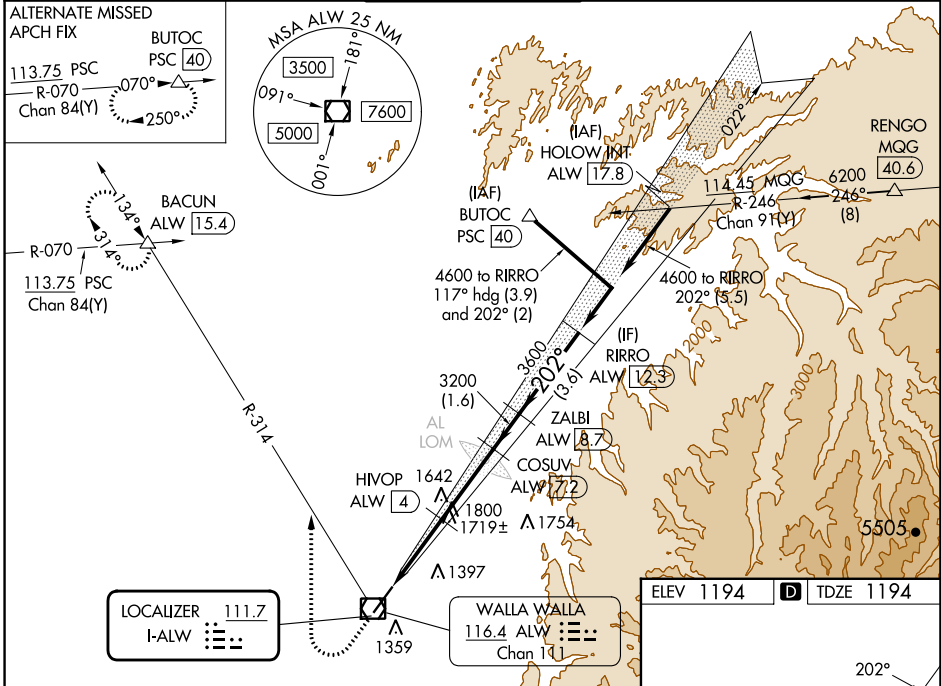 ALTERNATE MISSED
APCH FIX
BUTOC
PSC 40
113.75 PSC
R-070
Chan 84(Y)
070°
250°
MSA ALW 25 NM
181°
3500
091°
7600
5000
001°
022°
(IAF)
HOLOW INT
ALW 17.8
RENGO
MQG
40.6
6200
246°
(8)
114.45 MQG
R-246
Chan 91(Y)
(IAF)
BUTOC
PSC 40
134°
314°
BACUN
ALW 15.4
R-070
113.75 PSC
Chan 84(Y)
4600 to RIRRO
117° hdg (3.9)
and 202° (2)
4600 to RIRRO
202° (5.5)
(IF)
RIRRO
ALW 12.3
3600
202°
(3.6)
2000
3000
3200
(1.6)
ZALBI
ALW 8.7
AL
LOM
COSUV
ALW 7.2
R-314
HIVOP
ALW 4
1642
1800
1719±
1754
5505
1397
1359
LOCALIZER 111.7
I-ALW
WALLA WALLA
116.4 ALW
Chan 111
ELEV 1194
D
TDZE 1194
202°